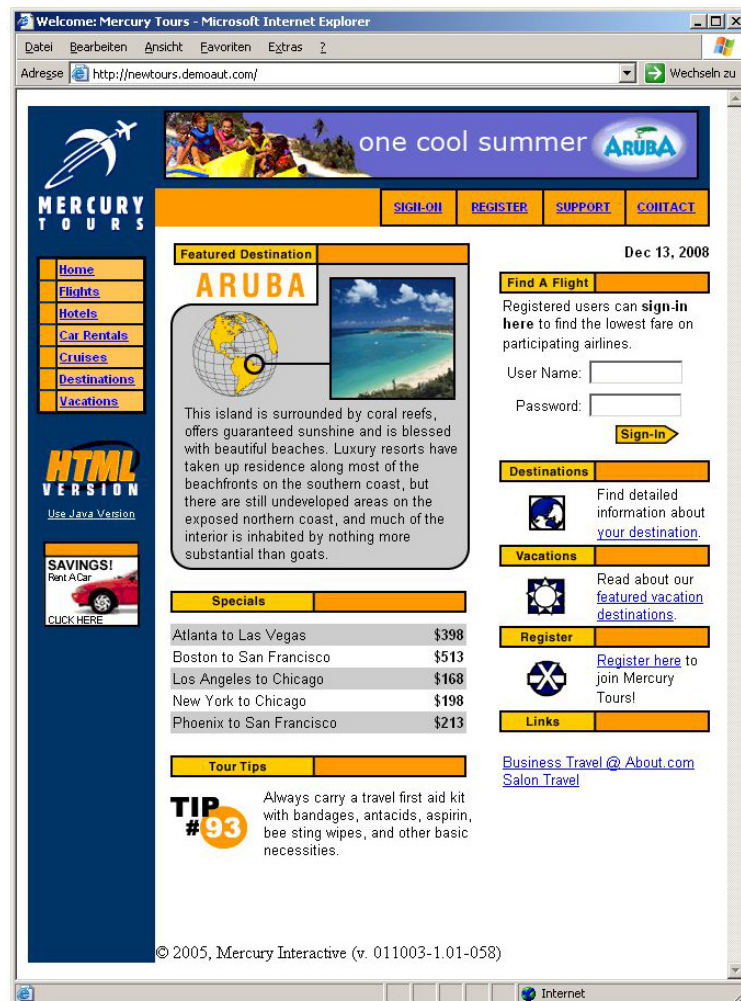 Welcome: Mercury Tours - Microsoft Internet Explorer
Datei Bearbeiten Ansicht Favoriten Extras ?
Adresse http://newtours.demoaut.com/ Wechseln zu
one cool summer ARUBA
MERCURY
TOURS
SIGN-ON REGISTER SUPPORT CONTACT
Home
Flights
Hotels
Car Rentals
Cruises
Destinations
Vacations
HTML
VERSION
Use Java Version
SAVINGS!
Rent A Car
CLICK HERE
Featured Destination
ARUBA
This island is surrounded by coral reefs,
offers guaranteed sunshine and is blessed
with beautiful beaches. Luxury resorts have
taken up residence along most of the
beachfronts on the southern coast, but
there are still undeveloped areas on the
exposed northern coast, and much of the
interior is inhabited by nothing more
substantial than goats.
Specials
Atlanta to Las Vegas $398
Boston to San Francisco $513
Los Angeles to Chicago $168
New York to Chicago $198
Phoenix to San Francisco $213
Tour Tips
TIP
#93
Always carry a travel first aid kit
with bandages, antacids, aspirin,
bee sting wipes, and other basic
necessities.
Dec 13, 2008
Find A Flight
Registered users can sign-in
here to find the lowest fare on
participating airlines.
User Name:
Password:
Sign-In
Destinations
Find detailed
information about
your destination.
Vacations
Read about our
featured vacation
destinations.
Register
Register here to
join Mercury
Tours!
Links
Business Travel @ About.com
Salon Travel
© 2005, Mercury Interactive (v. 011003-1.01-058)
Internet